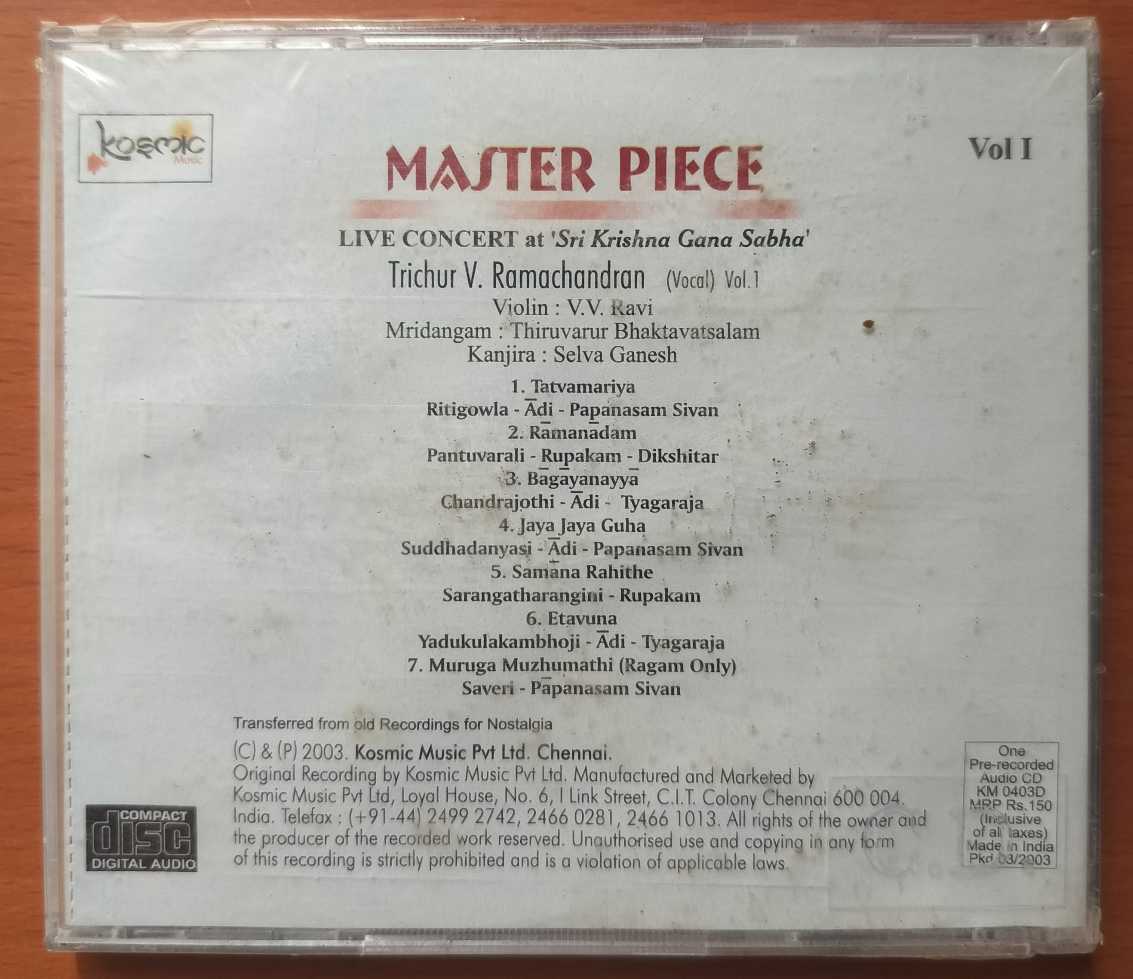 Kosmic
Music
MASTER PIECE
Vol I
LIVE CONCERT at 'Sri Krishna Gana Sabha'
Trichur V. Ramachandran (Vocal) Vol.1
Violin : V.V. Ravi
Mridangam : Thiruvarur Bhaktavatsalam
Kanjira : Selva Ganesh
1. Tatvamariya
Ritigowla - Ādi - Papanasam Sivan
2. Rāmanādam
Pantuvarali - Rupakam - Dikshitar
3. Bāgāyanayyā
Chandrajothi - Ādi - Tyagaraja
4. Jaya Jaya Guha
Suddhadanyasi - Ādi - Papanasam Sivan
5. Samāna Rahithe
Sarangatharangini - Rupakam
6. Etavuna
Yadukulakambhoji - Ādi - Tyagaraja
7. Muruga Muzhumathi (Ragam Only)
Saveri - Pāpanasam Sivan
Transferred from old Recordings for Nostalgia
(C) & (P) 2003. Kosmic Music Pvt Ltd. Chennai.
Original Recording by Kosmic Music Pvt Ltd. Manufactured and Marketed by
Kosmic Music Pvt Ltd, Loyal House, No. 6, I Link Street, C.I.T. Colony Chennai 600 004.
India. Telefax : (+91-44) 2499 2742, 2466 0281, 2466 1013. All rights of the owner and
the producer of the recorded work reserved. Unauthorised use and copying in any form
of this recording is strictly prohibited and is a violation of applicable laws.
COMPACT
disc
DIGITAL AUDIO
One
Pre-recorded
Audio CD
KM 0403D
MRP Rs.150
(Inclusive
of all taxes)
Made in India
Pkd 03/2003